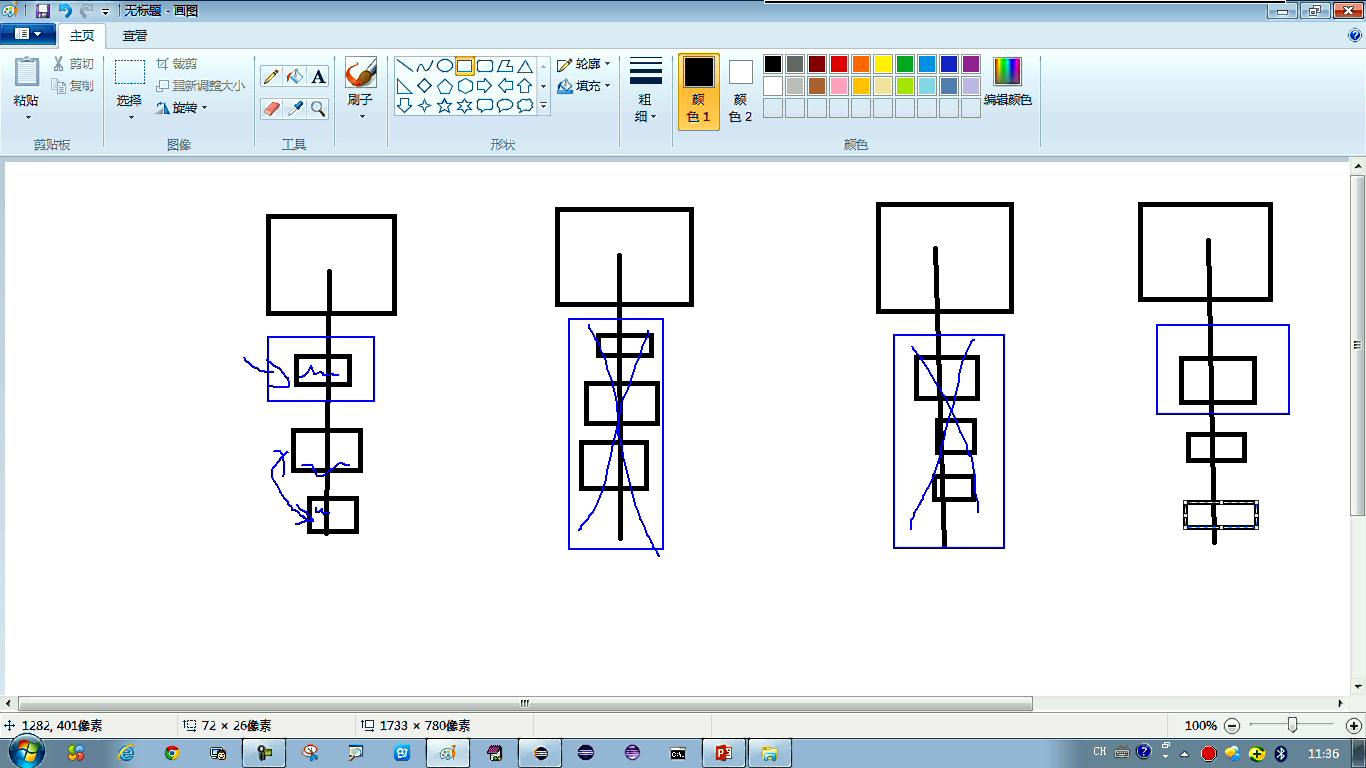 无标题 - 画图
主页 查看
粘贴 剪切 复制
选择 裁剪 重新调整大小 旋转
A
刷子
轮廓 填充
粗细
颜色 1
颜色 2
编辑颜色
剪贴板 图像 工具 形状 颜色
1282, 401像素 72 × 26像素 1733 × 780像素 100%
CH 11:36